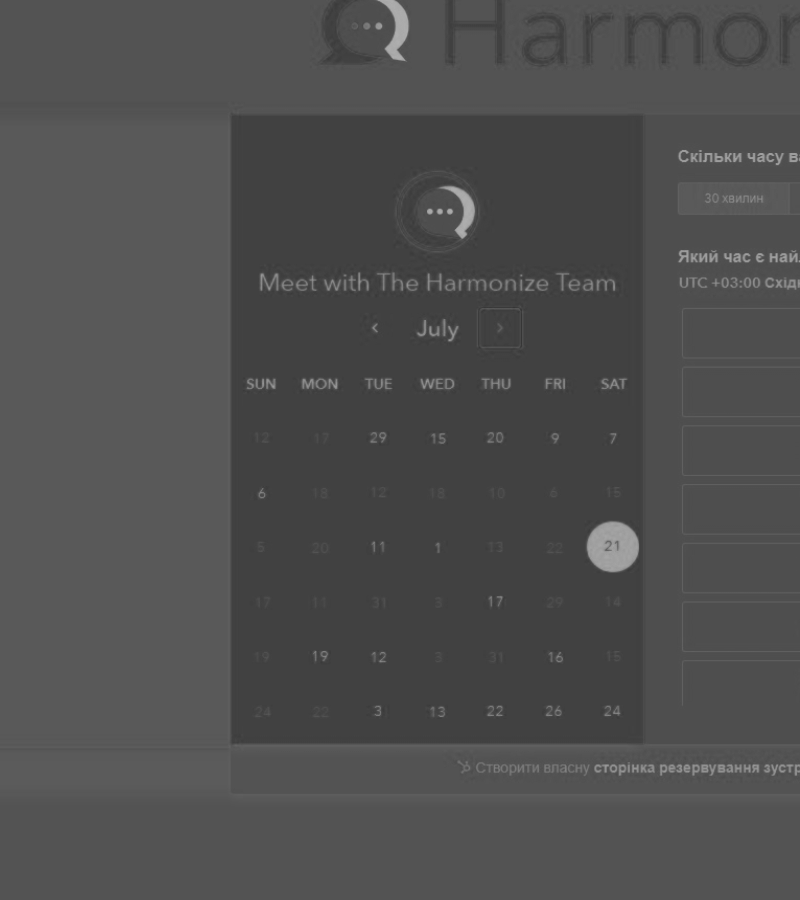 Harmon
Meet with The Harmonize Team
July
SUN MON TUE WED THU FRI SAT
12 17 29 15 20 9 7
6 18 12 18 10 6 15
5 20 11 1 13 22 21
17 11 31 3 17 29 14
19 19 12 3 31 16 15
24 22 3 13 22 26 24
Скільки часу ва
30 хвилин
Який час є най
UTC +03:00 Східн
Створити власну сторінка резервування зустр